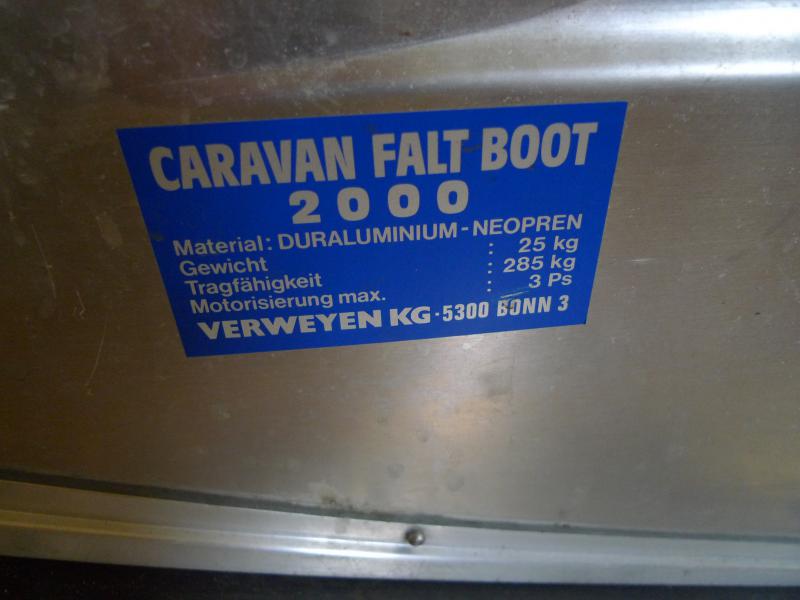 CARAVAN FALT BOOT
2000
Material: DURALUMINIUM-NEOPREN
Gewicht : 25 kg
Tragfähigkeit : 285 kg
Motorisierung max. : 3 Ps
VERWEYEN KG·5300 BONN 3